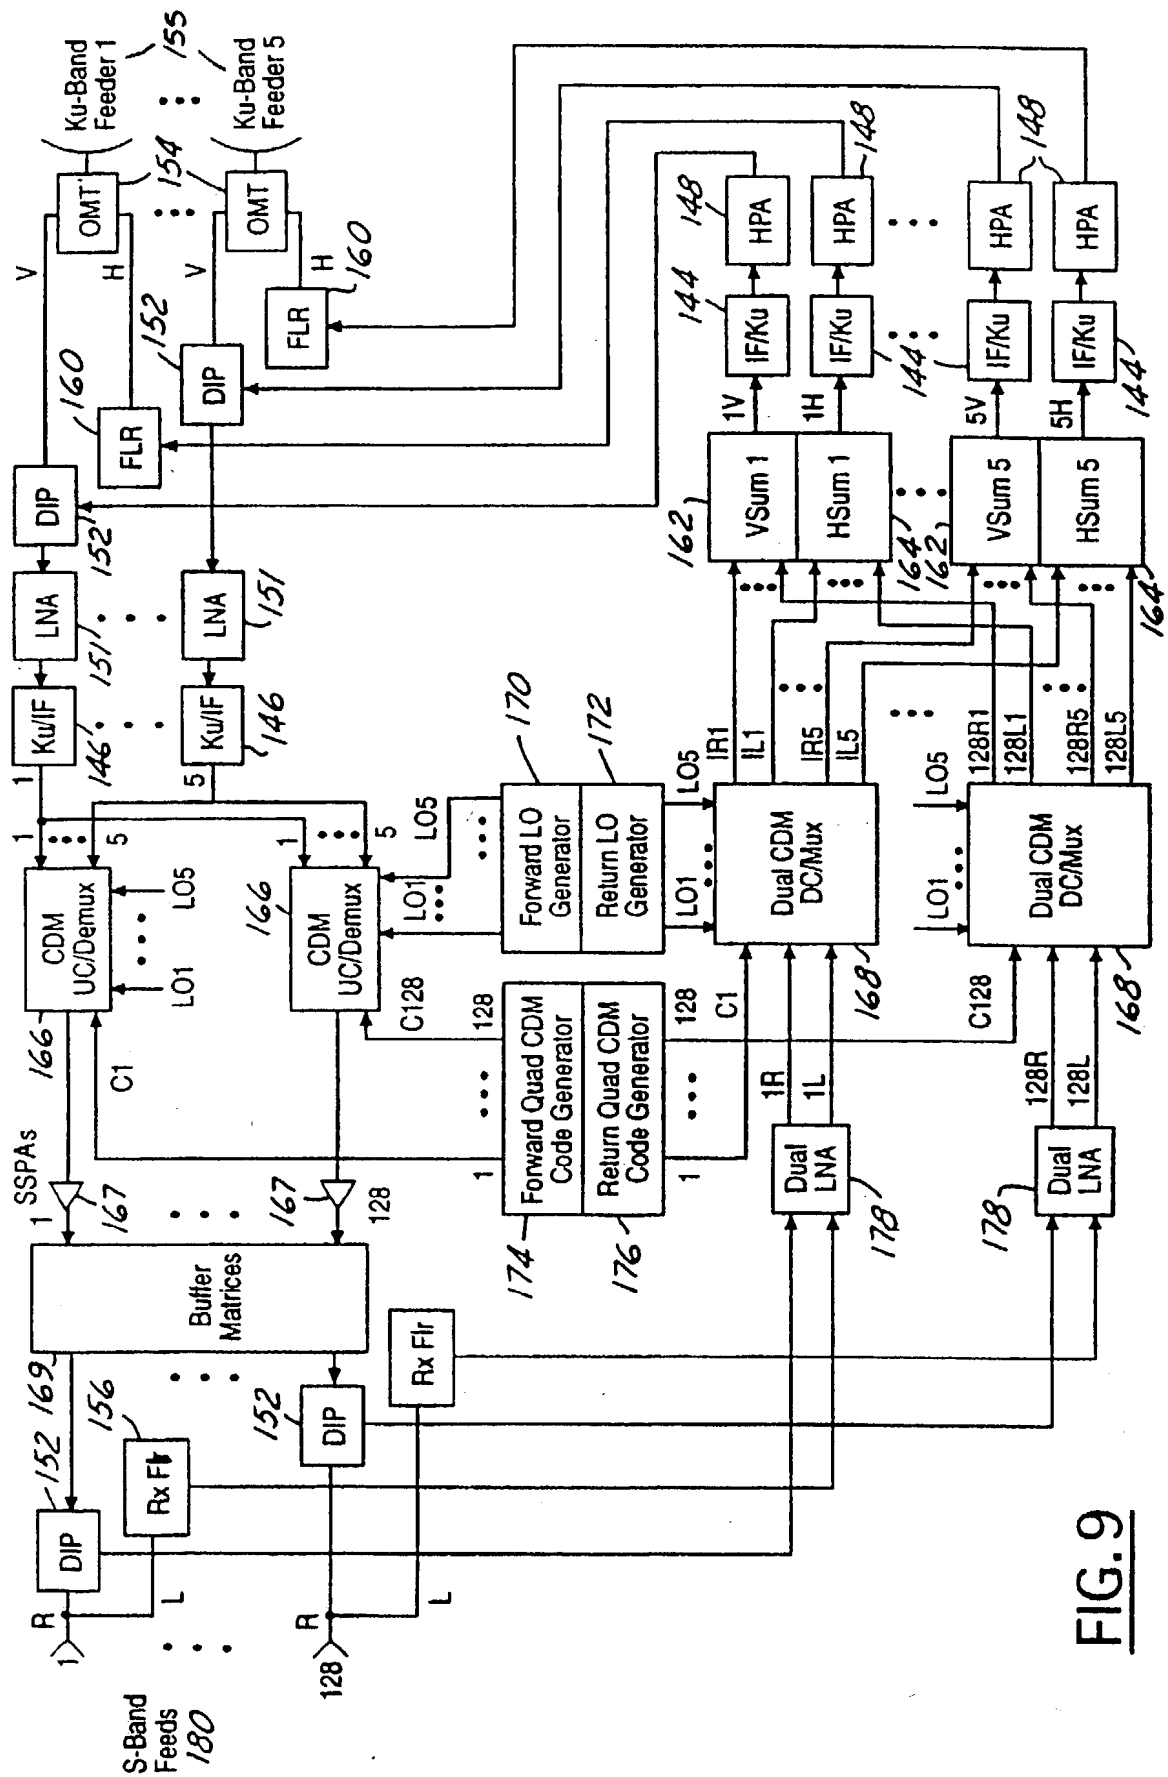 S-Band
Feeds
180
1
R
L
128
R
L
DIP
152
Rx Flr
156
DIP
152
Rx Flr
169
Buffer
Matrices
1
SSPAs
167
167
128
C1
C128
166
CDM
UC/Demux
LO1
LO5
1
5
CDM
UC/Demux
166
LO1
LO5
1
5
1
Ku/IF
146
5
Ku/IF
146
LNA
151
LNA
151
DIP
152
DIP
152
FLR
160
FLR
160
V
H
V
H
OMT
154
OMT
Ku-Band
Feeder 1
155
Ku-Band
Feeder 5
174
Forward Quad CDM
Code Generator
1
128
176
Return Quad CDM
Code Generator
1
128
Forward LO
Generator
170
Return LO
Generator
172
LO1
LO5
C1
1R
1L
Dual
LNA
178
Dual CDM
DC/Mux
168
IR1
IL1
IR5
IL5
178
Dual
LNA
128R
128L
C128
LO1
LO5
Dual CDM
DC/Mux
168
128R1
128L1
128R5
128L5
162
VSum 1
HSum 1
164
162
VSum 5
HSum 5
164
1V
1H
5V
5H
IF/Ku
144
IF/Ku
144
IF/Ku
IF/Ku
144
HPA
148
HPA
148
HPA
148
HPA
FIG. 9